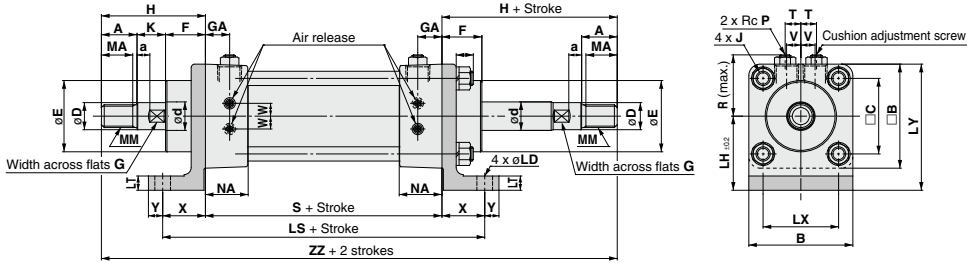 H
H + Stroke
A K F GA
GA F A
MA a
Air release
a MA
øE
øD
ød
W W
ød
øD
øE
MM
MM
Width across flats G
4 x øLD
Width across flats G
LT
NA
NA
LT
Y X
S + Stroke
X Y
LS + Stroke
ZZ + 2 strokes
T T
2 x Rc P
V V
Cushion adjustment screw
4 x J
R (max.)
□C
□B
LY
LH ±0.2
LX
B